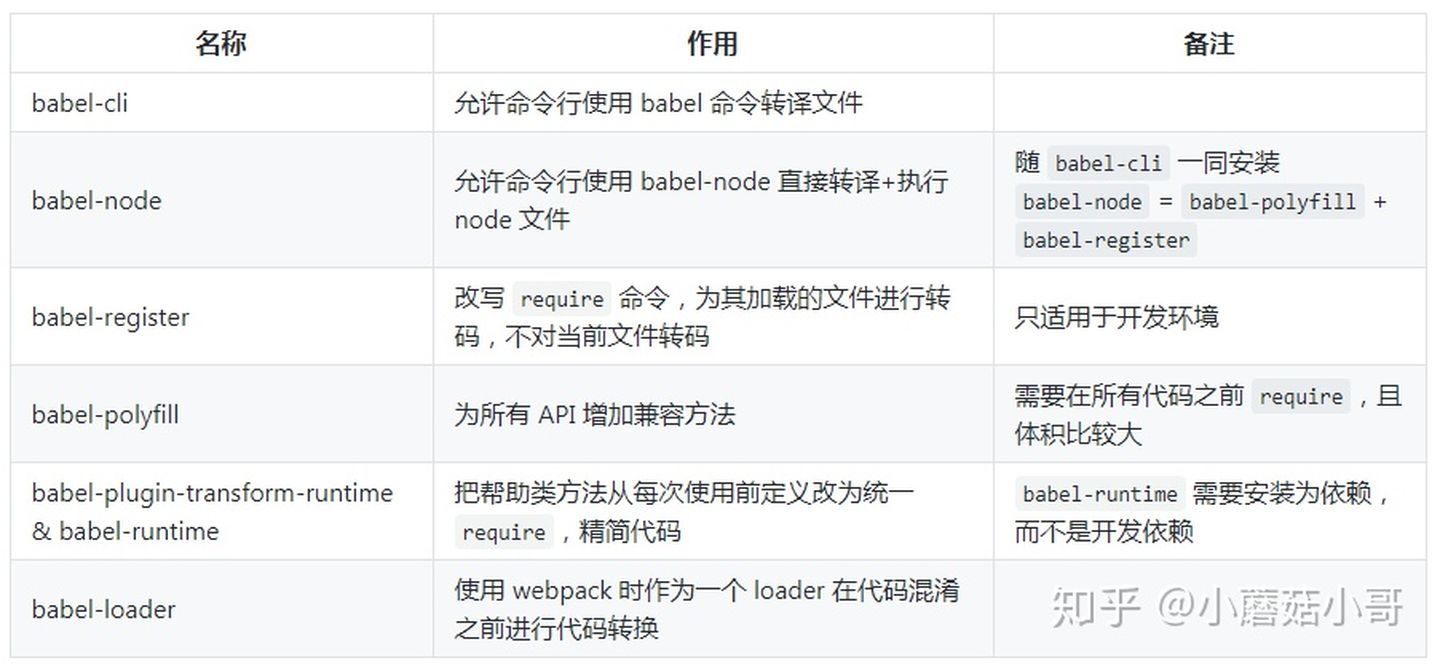 名称 作用 备注
babel-cli 允许命令行使用 babel 命令转译文件
babel-node
允许命令行使用 babel-node 直接转译+执行
node 文件
随 babel-cli 一同安装
babel-node = babel-polyfill +
babel-register
babel-register
改写 require 命令，为其加载的文件进行转
码，不对当前文件转码
只适用于开发环境
babel-polyfill
为所有 API 增加兼容方法
需要在所有代码之前 require ，且
体积比较大
babel-plugin-transform-runtime
& babel-runtime
把帮助类方法从每次使用前定义改为统一
require ，精简代码
babel-runtime 需要安装为依赖，
而不是开发依赖
babel-loader
使用 webpack 时作为一个 loader 在代码混淆
之前进行代码转换
知乎 @小蘑菇小哥